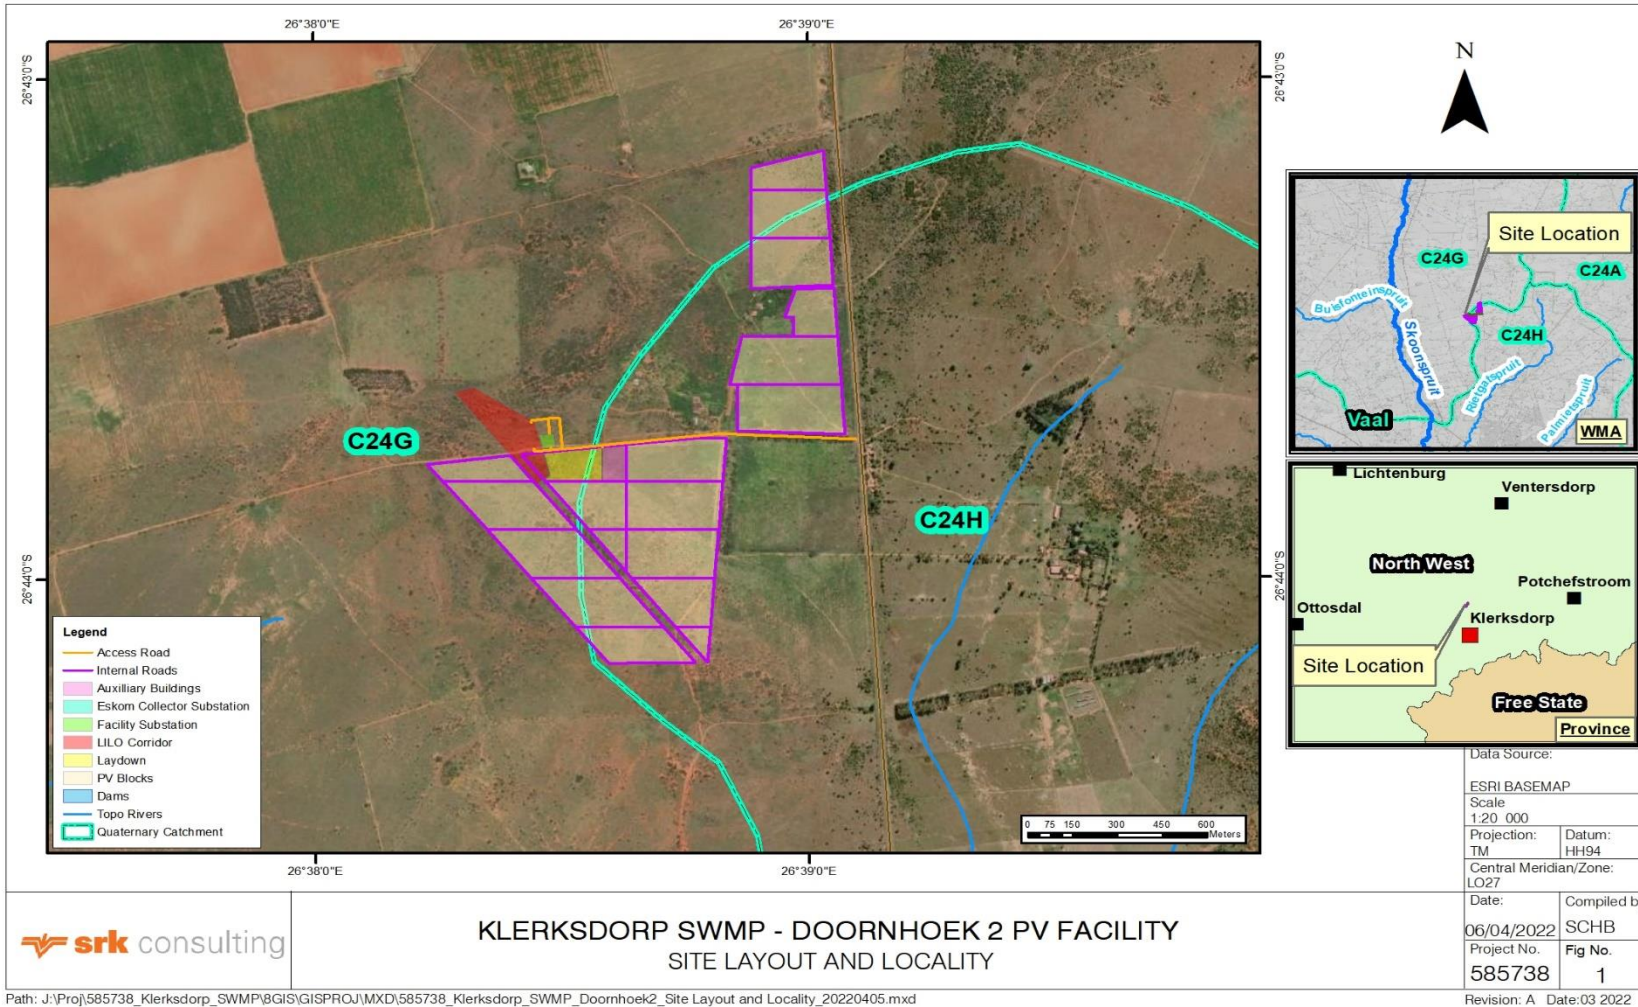 26°38'0"E
26°39'0"E
26°43'0"S
26°43'0"S
N
C24G
C24H
26°44'0"S
26°44'0"S
Legend
Access Road
Internal Roads
Auxilliary Buildings
Eskom Collector Substation
Facility Substation
LILO Corridor
Laydown
PV Blocks
Dams
Topo Rivers
Quaternary Catchment
0 75 150 300 450 600
Meters
26°38'0"E
26°39'0"E
Site Location
C24G
C24A
Buisfonteinspruit
Skoonspruit
C24H
Rietgatspruit
Palmietspruit
Vaal
WMA
Lichtenburg
Ventersdorp
North West
Potchefstroom
Ottosdal
Klerksdorp
Site Location
Free State
Province
Data Source:
ESRI BASEMAP
Scale
1:20 000
Projection: Datum:
TM HH94
Central Meridian/Zone:
LO27
Date: Compiled b
06/04/2022 SCHB
Project No. Fig No.
585738 1
srk consulting
KLERKSDORP SWMP - DOORNHOEK 2 PV FACILITY
SITE LAYOUT AND LOCALITY
Path: J:\Proj\585738_Klerksdorp_SWMP\8GIS\GISPROJ\MXD\585738_Klerksdorp_SWMP_Doornhoek2_Site Layout and Locality_20220405.mxd
Revision: A Date:03 2022